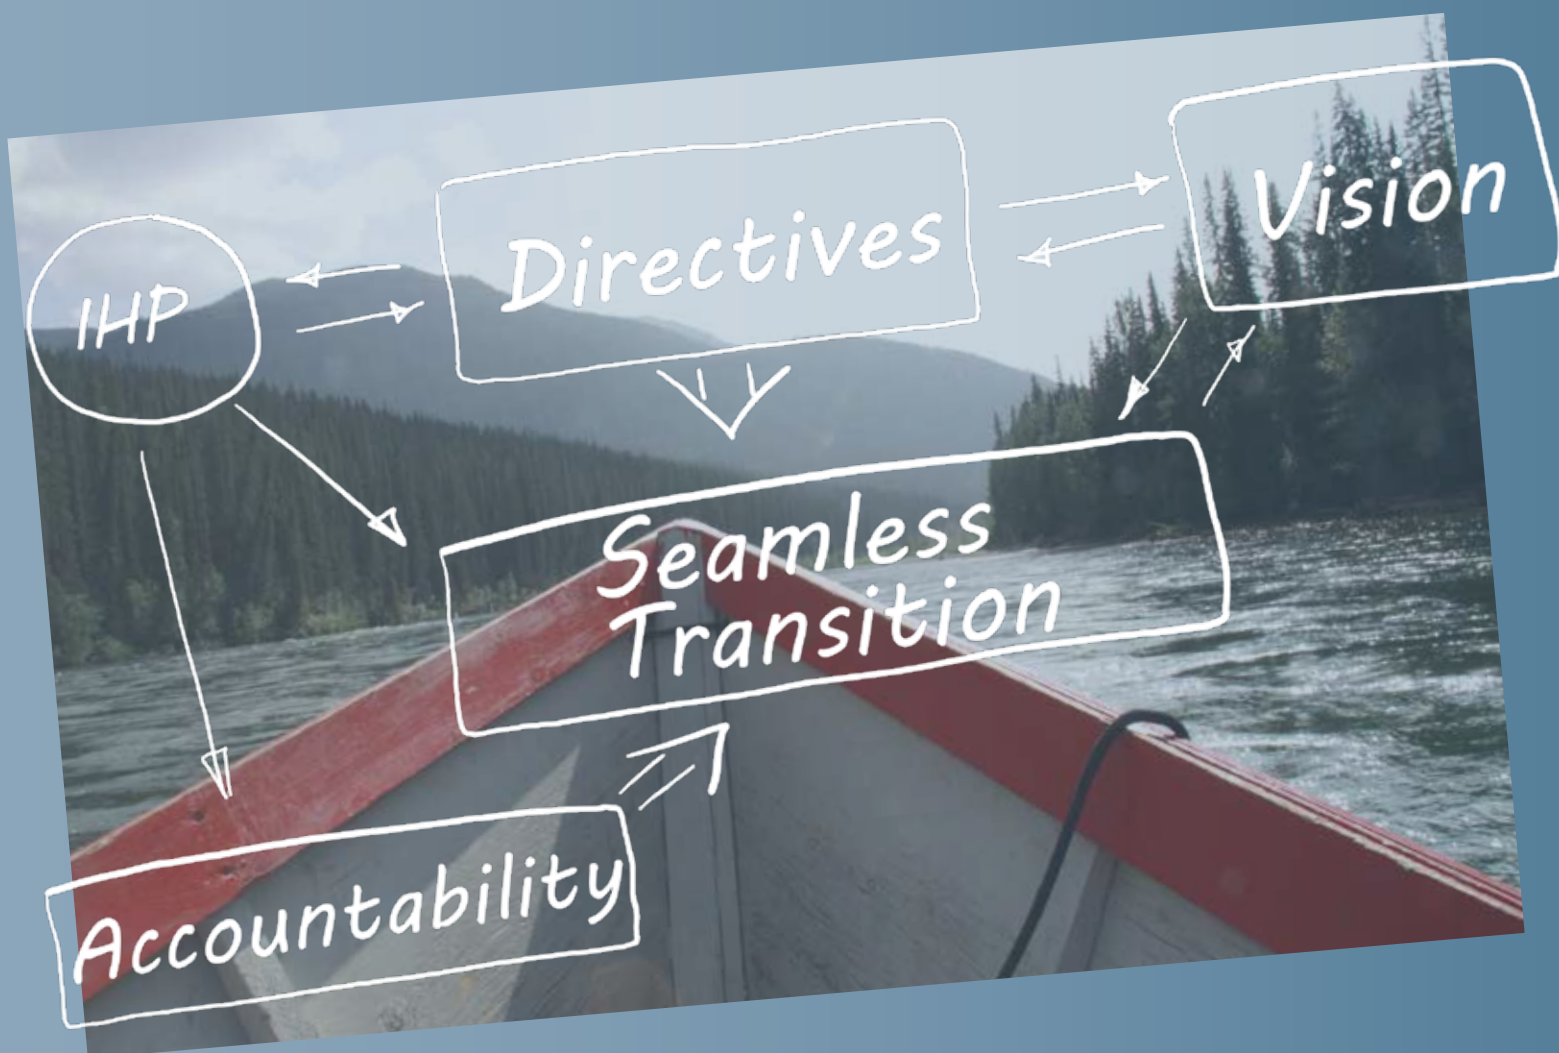 IHP
Directives
Vision
Seamless
Transition
Accountability